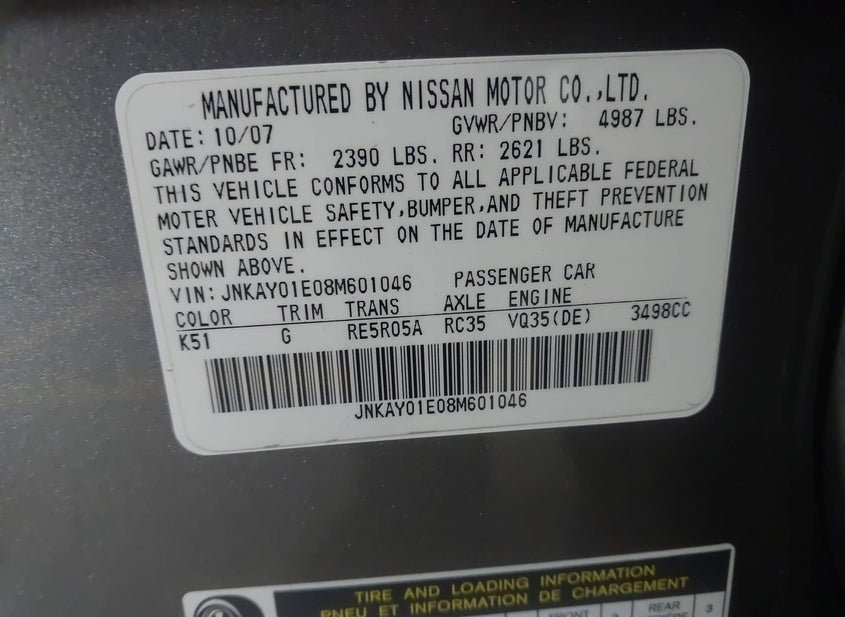 MANUFACTURED BY NISSAN MOTOR CO.,LTD.
DATE: 10/07 GVWR/PNBV: 4987 LBS.
GAWR/PNBE FR: 2390 LBS. RR: 2621 LBS.
THIS VEHICLE CONFORMS TO ALL APPLICABLE FEDERAL
MOTER VEHICLE SAFETY,BUMPER,AND THEFT PREVENTION
STANDARDS IN EFFECT ON THE DATE OF MANUFACTURE
SHOWN ABOVE.
VIN: JNKAY01E08M601046 PASSENGER CAR
COLOR TRIM TRANS AXLE ENGINE
K51 G RE5R05A RC35 VQ35(DE) 3498CC
JNKAY01E08M601046
TIRE AND LOADING INFORMATION
PNEU ET INFORMATION DE CHARGEMENT
FRONT REAR 3